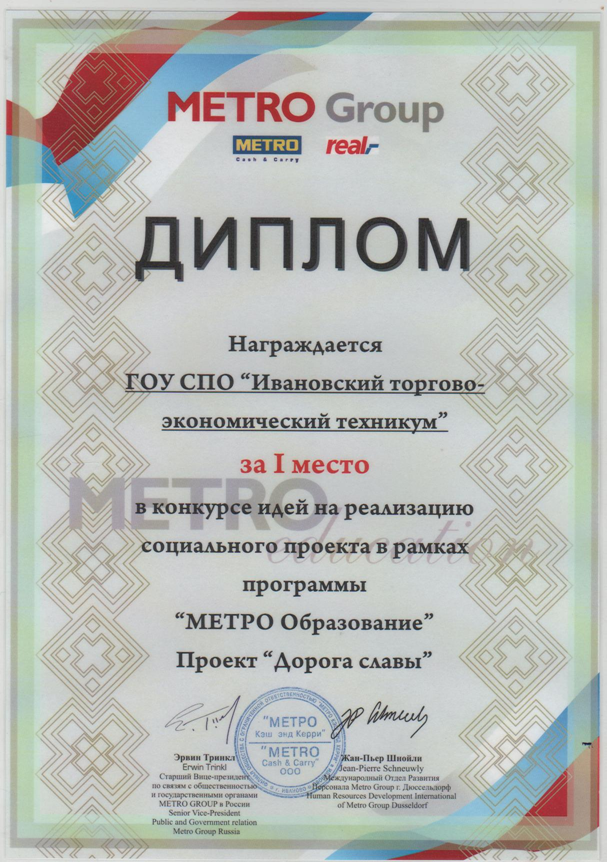 METRO Group
METRO
Cash & Carry
real,-
ДИПЛОМ
Награждается
ГОУ СПО “Ивановский торгово-
экономический техникум”
за I место
METRO
education
в конкурсе идей на реализацию
социального проекта в рамках
программы
“МЕТРО Образование”
Проект “Дорога славы”
"МЕТРО
Кэш энд Керри"
"METRO
Cash & Carry"
ООО
Эрвин Тринкл
Erwin Trinkl
Старший Вице-президент
по связям с общественностью
и государственными органами
METRO GROUP в России
Senior Vice-President
Public and Government relation
Metro Group Russia
Жан-Пьер Шнойли
Jean-Pierre Schneuwly
Международный Отдел Развития
Персонала Metro Group г. Дюссельдорф
Human Resources Development International
of Metro Group Dusseldorf